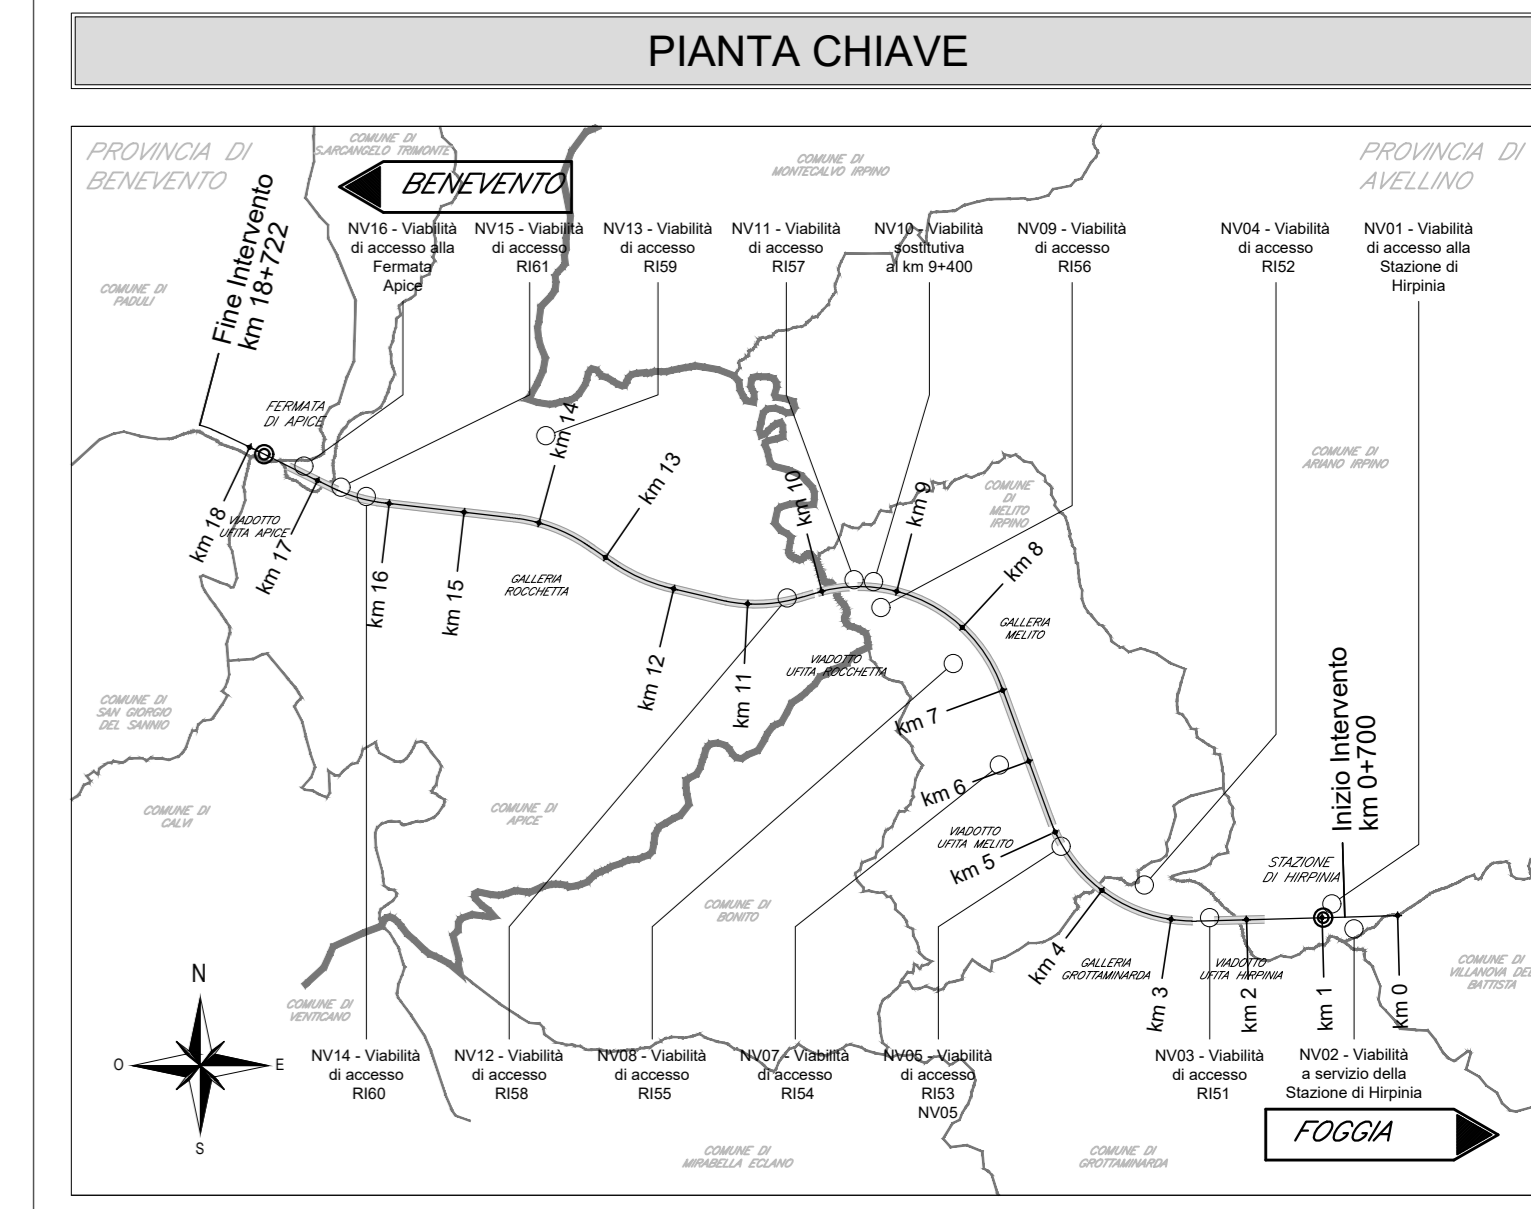 PIANTA CHIAVE
PROVINCIA DI
BENEVENTO
COMUNE DI
S.ARCANGELO TRIMONTE
BENEVENTO
COMUNE DI
MONTECALVO IRPINO
PROVINCIA DI
AVELLINO
Fine Intervento
km 18+722
NV16 - Viabilità
di accesso alla
Fermata
Apice
NV15 - Viabilità
di accesso
RI61
NV13 - Viabilità
di accesso
RI59
NV11 - Viabilità
di accesso
RI57
NV10 - Viabilità
sostitutiva
al km 9+400
NV09 - Viabilità
di accesso
RI56
NV04 - Viabilità
di accesso
RI52
NV01 - Viabilità
di accesso alla
Stazione di
Hirpinia
COMUNE DI
PADULI
FERMATA
DI APICE
COMUNE DI
ARIANO IRPINO
COMUNE
DI
MELITO
IRPINO
km 18
VIADOTTO
UFITA APICE
km 17
km 16
km 15
km 14
km 13
km 12
km 11
km 10
km 9
km 8
km 7
km 6
km 5
km 4
km 3
km 2
km 1
km 0
GALLERIA
ROCCHETTA
GALLERIA
MELITO
VIADOTTO
UFITA ROCCHETTA
COMUNE DI
SAN GIORGIO
DEL SANNIO
Inizio Intervento
km 0+700
COMUNE DI
CALVI
COMUNE DI
APICE
VIADOTTO
UFITA MELITO
STAZIONE
DI HIRPINIA
COMUNE DI
BONITO
GALLERIA
GROTTAMINARDA
VIADOTTO
UFITA HIRPINIA
COMUNE DI
VILLANOVA DEL
BATTISTA
COMUNE DI
VENTICANO
N
O
E
S
NV14 - Viabilità
di accesso
RI60
NV12 - Viabilità
di accesso
RI58
NV08 - Viabilità
di accesso
RI55
NV07 - Viabilità
di accesso
RI54
NV05 - Viabilità
di accesso
RI53
NV05
NV03 - Viabilità
di accesso
RI51
NV02 - Viabilità
a servizio della
Stazione di Hirpinia
FOGGIA
COMUNE DI
MIRABELLA ECLANO
COMUNE DI
GROTTAMINARDA